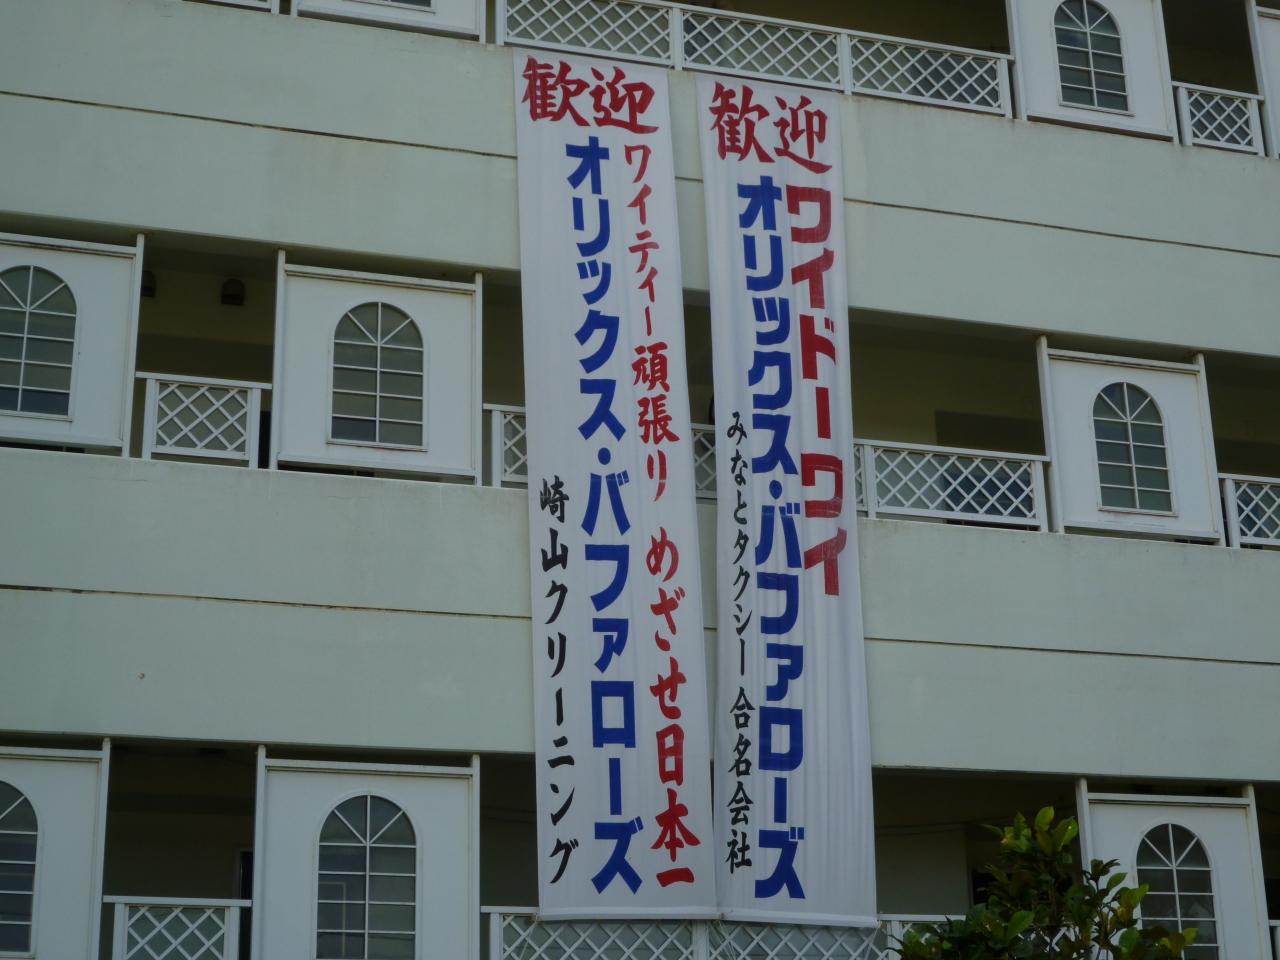 歓迎
ワイドーワイ
オリックス・バファローズ
みなとタクシー合名会社
歓迎
ワイティー頑張り めざせ日本一
オリックス・バファローズ
崎山クリーニング